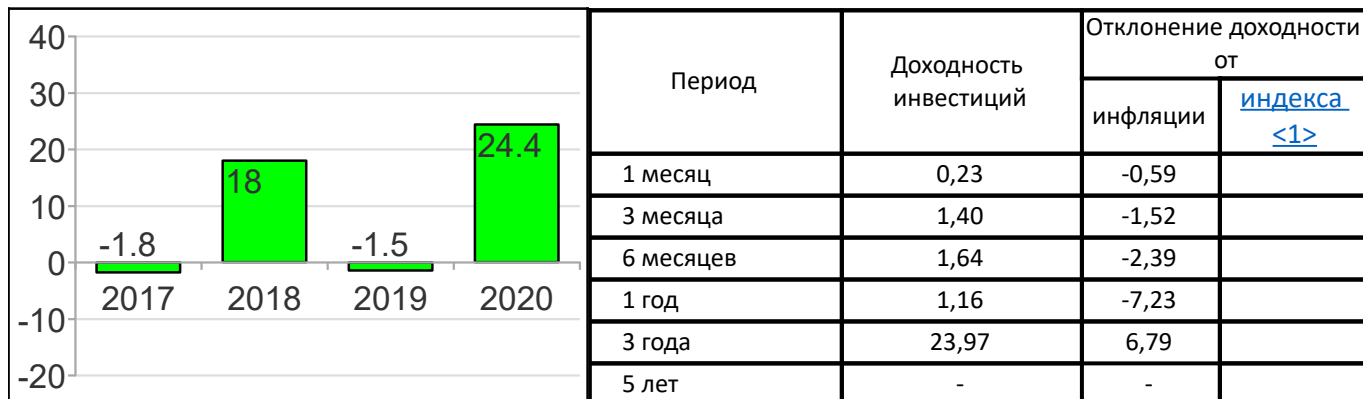 40
30
20
10
0
-10
-20
-1.8
18
-1.5
24.4
2017 2018 2019 2020
Период
Доходность
инвестиций
Отклонение доходности
от
инфляции
индекса
<1>
1 месяц 0,23 -0,59
3 месяца 1,40 -1,52
6 месяцев 1,64 -2,39
1 год 1,16 -7,23
3 года 23,97 6,79
5 лет - -